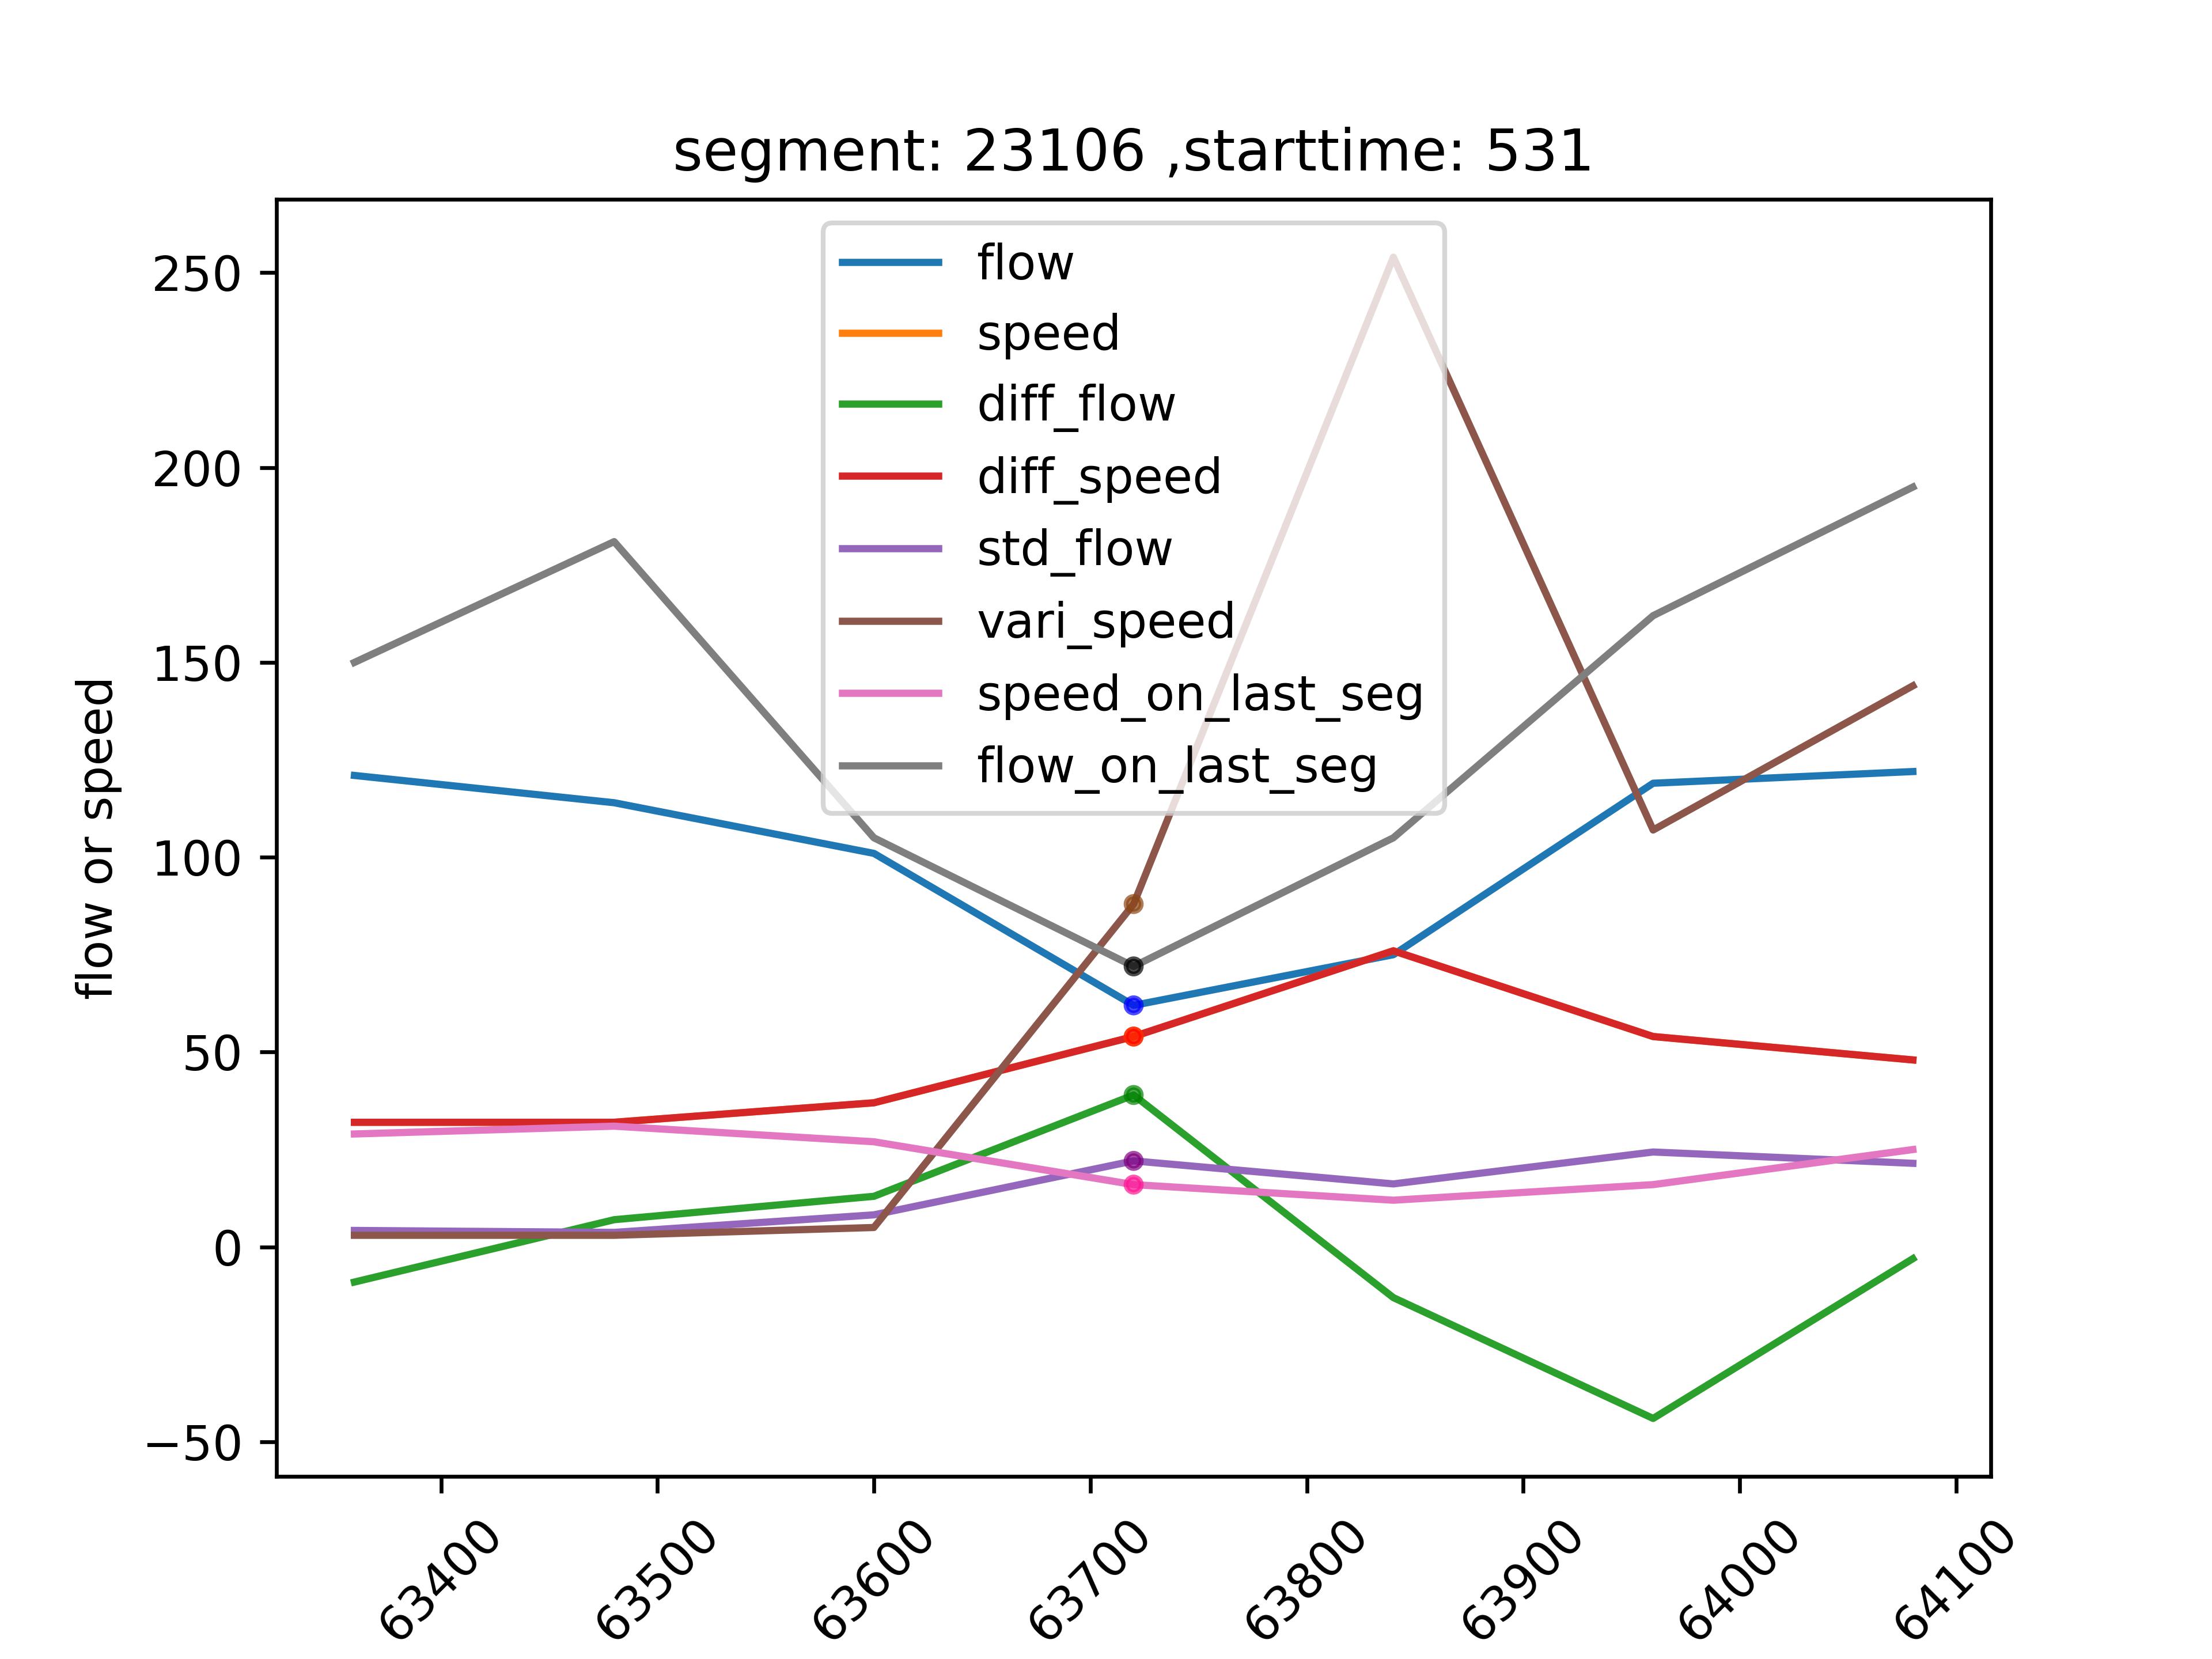 segment: 23106 ,starttime: 531
flow or speed
250
200
150
100
50
0
−50
flow
speed
diff_flow
diff_speed
std_flow
vari_speed
speed_on_last_seg
flow_on_last_seg
63400
63500
63600
63700
63800
63900
64000
64100